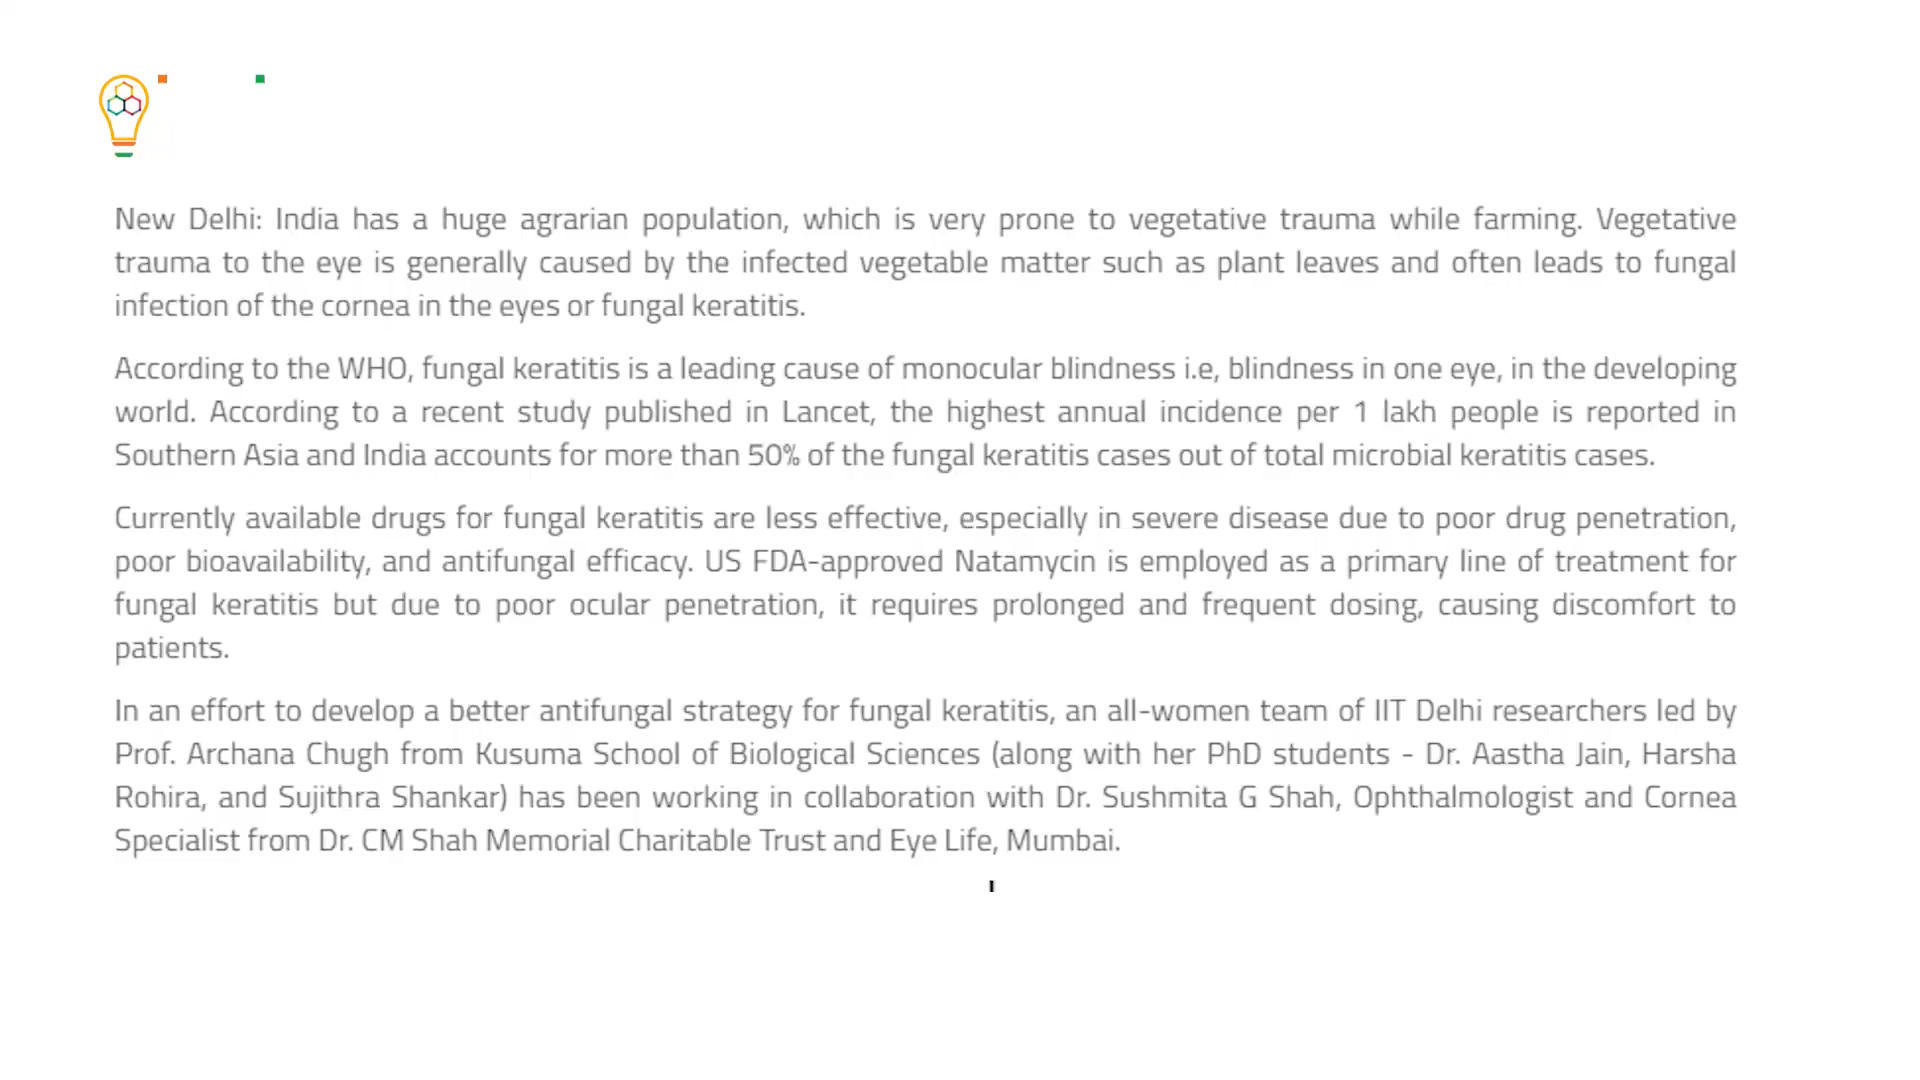 New Delhi: India has a huge agrarian population, which is very prone to vegetative trauma while farming. Vegetative
trauma to the eye is generally caused by the infected vegetable matter such as plant leaves and often leads to fungal
infection of the cornea in the eyes or fungal keratitis.
According to the WHO, fungal keratitis is a leading cause of monocular blindness i.e, blindness in one eye, in the developing
world. According to a recent study published in Lancet, the highest annual incidence per 1 lakh people is reported in
Southern Asia and India accounts for more than 50% of the fungal keratitis cases out of total microbial keratitis cases.
Currently available drugs for fungal keratitis are less effective, especially in severe disease due to poor drug penetration,
poor bioavailability, and antifungal efficacy. US FDA-approved Natamycin is employed as a primary line of treatment for
fungal keratitis but due to poor ocular penetration, it requires prolonged and frequent dosing, causing discomfort to
patients.
In an effort to develop a better antifungal strategy for fungal keratitis, an all-women team of IIT Delhi researchers led by
Prof. Archana Chugh from Kusuma School of Biological Sciences (along with her PhD students - Dr. Aastha Jain, Harsha
Rohira, and Sujithra Shankar) has been working in collaboration with Dr. Sushmita G Shah, Ophthalmologist and Cornea
Specialist from Dr. CM Shah Memorial Charitable Trust and Eye Life, Mumbai.